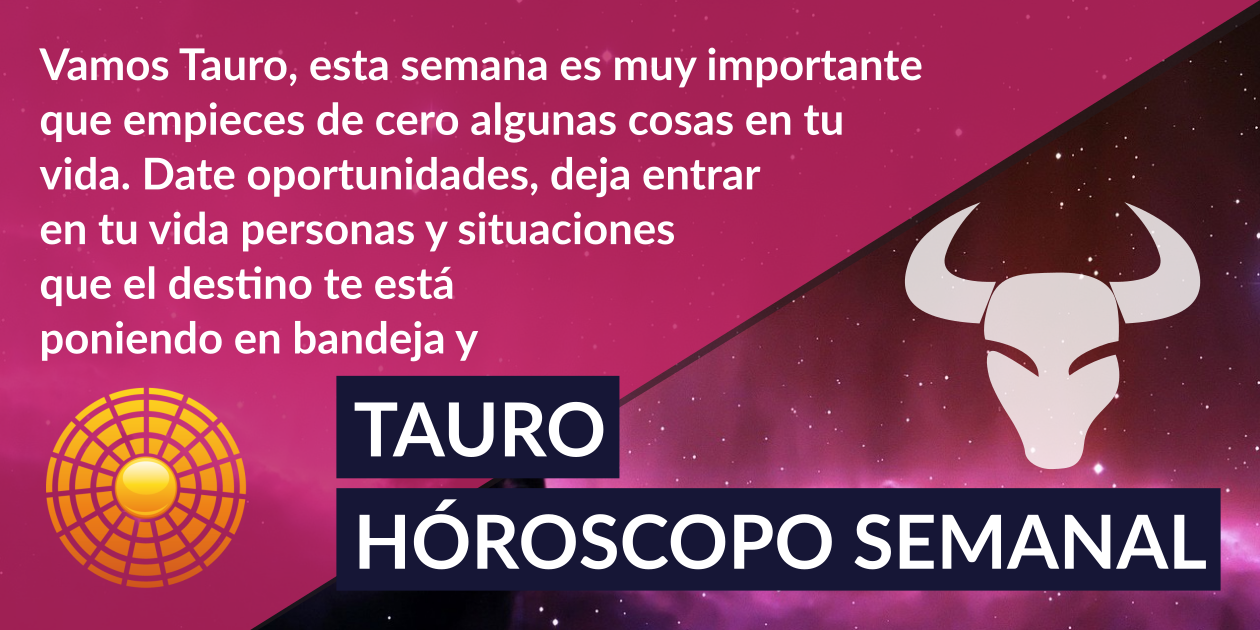 Vamos Tauro, esta semana es muy importante
que empieces de cero algunas cosas en tu
vida. Date oportunidades, deja entrar
en tu vida personas y situaciones
que el destino te está
poniendo en bandeja y
TAURO
HÓROSCOPO SEMANAL